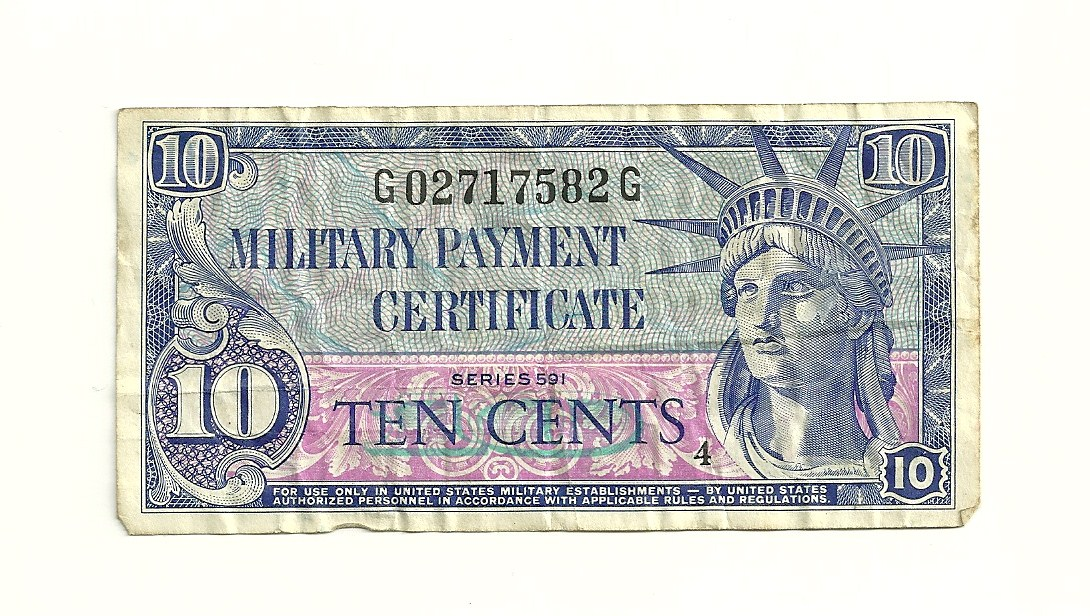 10 10
G02717582G
MILITARY PAYMENT
CERTIFICATE
SERIES 591
10 TEN CENTS
4
10
FOR USE ONLY IN UNITED STATES MILITARY ESTABLISHMENTS — BY UNITED STATES
AUTHORIZED PERSONNEL IN ACCORDANCE WITH APPLICABLE RULES AND REGULATIONS.